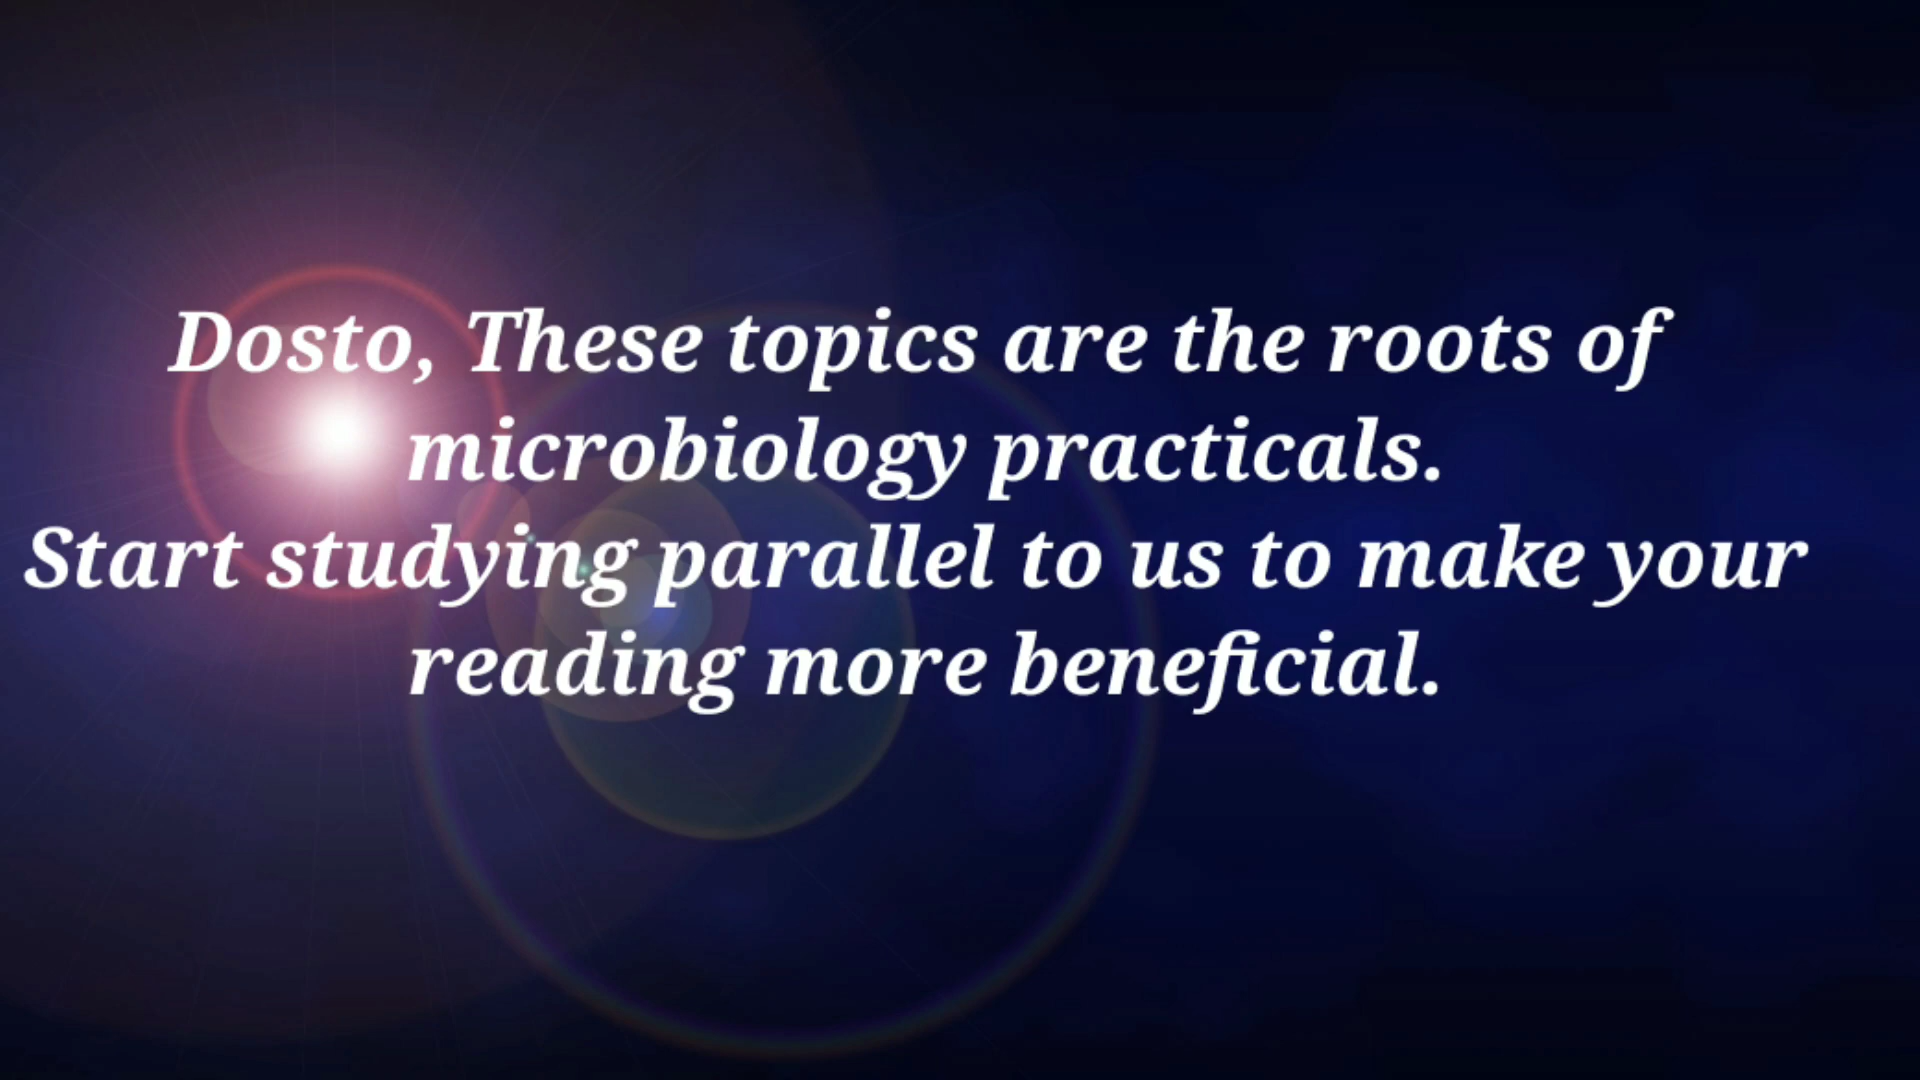 Dosto, These topics are the roots of
microbiology practicals.
Start studying parallel to us to make your
reading more beneficial.